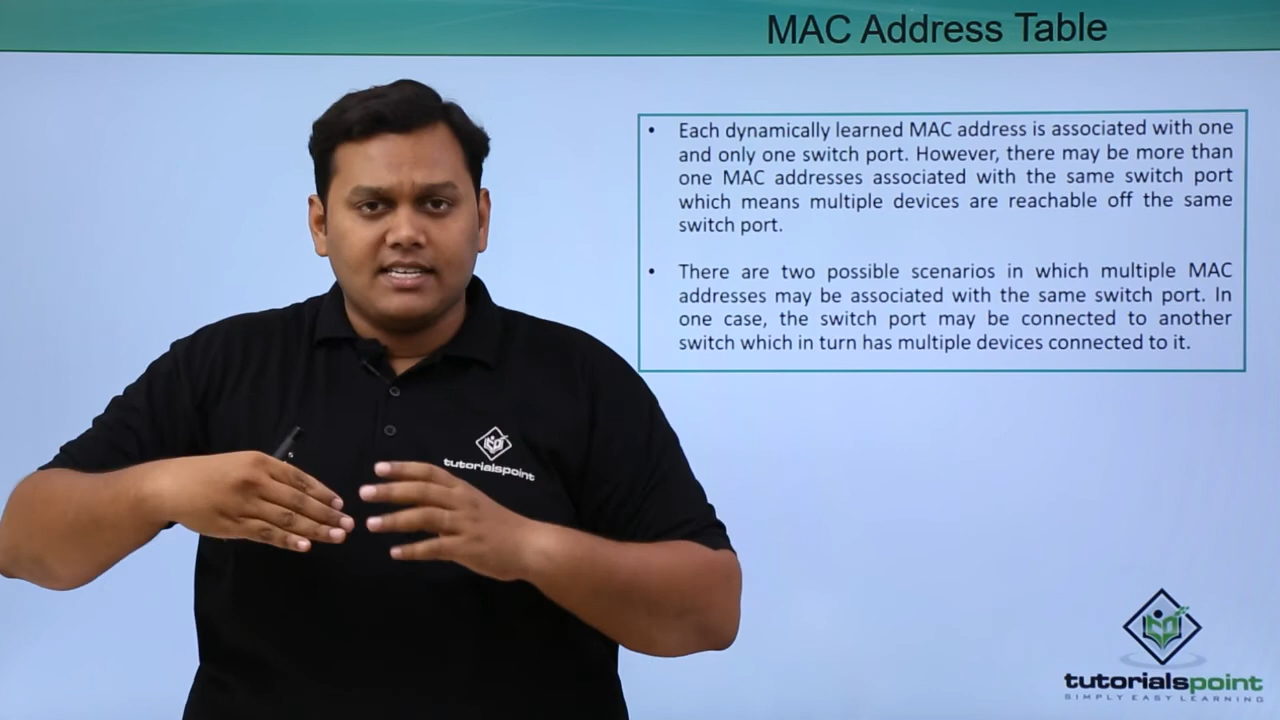 MAC Address Table
• Each dynamically learned MAC address is associated with one
and only one switch port. However, there may be more than
one MAC addresses associated with the same switch port
which means multiple devices are reachable off the same
switch port.
• There are two possible scenarios in which multiple MAC
addresses may be associated with the same switch port. In
one case, the switch port may be connected to another
switch which in turn has multiple devices connected to it.
tutorialspoint
tutorialspoint
SIMPLY EASY LEARNING